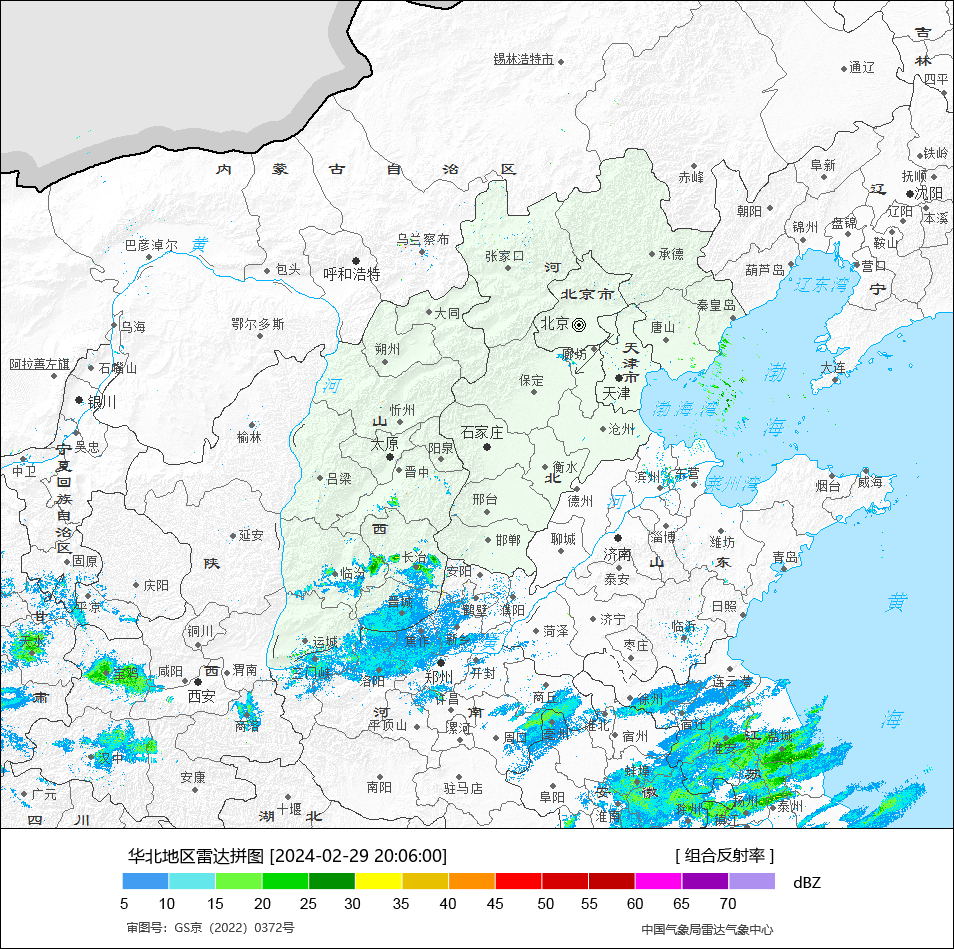 吉
锡林浩特市
林
通辽
四平
铁岭
内 蒙 古 自 治 区
阜新
抚顺
赤峰
辽
沈阳
朝阳
辽阳
本溪
锦州
盘锦
鞍山
巴彦淖尔
黄
乌兰察布
张家口
承德
河
葫芦岛
营口
包头
呼和浩特
辽东湾
宁
北京市
秦皇岛
大同
北京
唐山
乌海
鄂尔多斯
朔州
廊坊
天
津
市
阿拉善左旗
石嘴山
保定
大连
渤
河
天津
银川
忻州
渤海湾
山
海
榆林
太原
石家庄
沧州
吴忠
阳泉
宁
夏
回
族
自
治
区
中卫
晋中
衡水
吕梁
北
滨州
东营
莱州湾
烟台
威海
邢台
德州
河
西
延安
邯郸
聊城
淄博
潍坊
济南
固原
陕
长治
山
东
青岛
临汾
安阳
泰安
庆阳
平凉
晋城
鹤壁
濮阳
黄
甘
日照
济宁
铜川
菏泽
临沂
天水
运城
焦作
新乡
枣庄
宝鸡
咸阳
西
渭南
三门峡
洛阳
郑州
开封
连云港
肃
西安
许昌
商丘
徐州
河
南
海
商洛
平顶山
漯河
周口
淮北
宿州
宿迁
江
盐城
汉中
苏
安康
南阳
驻马店
阜阳
蚌埠
安
徽
广元
十堰
淮南
滁州
扬州
泰州
四 川
湖 北
华北地区雷达拼图 [2024-02-29 20:06:00]
[ 组合反射率 ]
dBZ
5 10 15 20 25 30 35 40 45 50 55 60 65 70
审图号：GS京（2022）0372号
中国气象局雷达气象中心